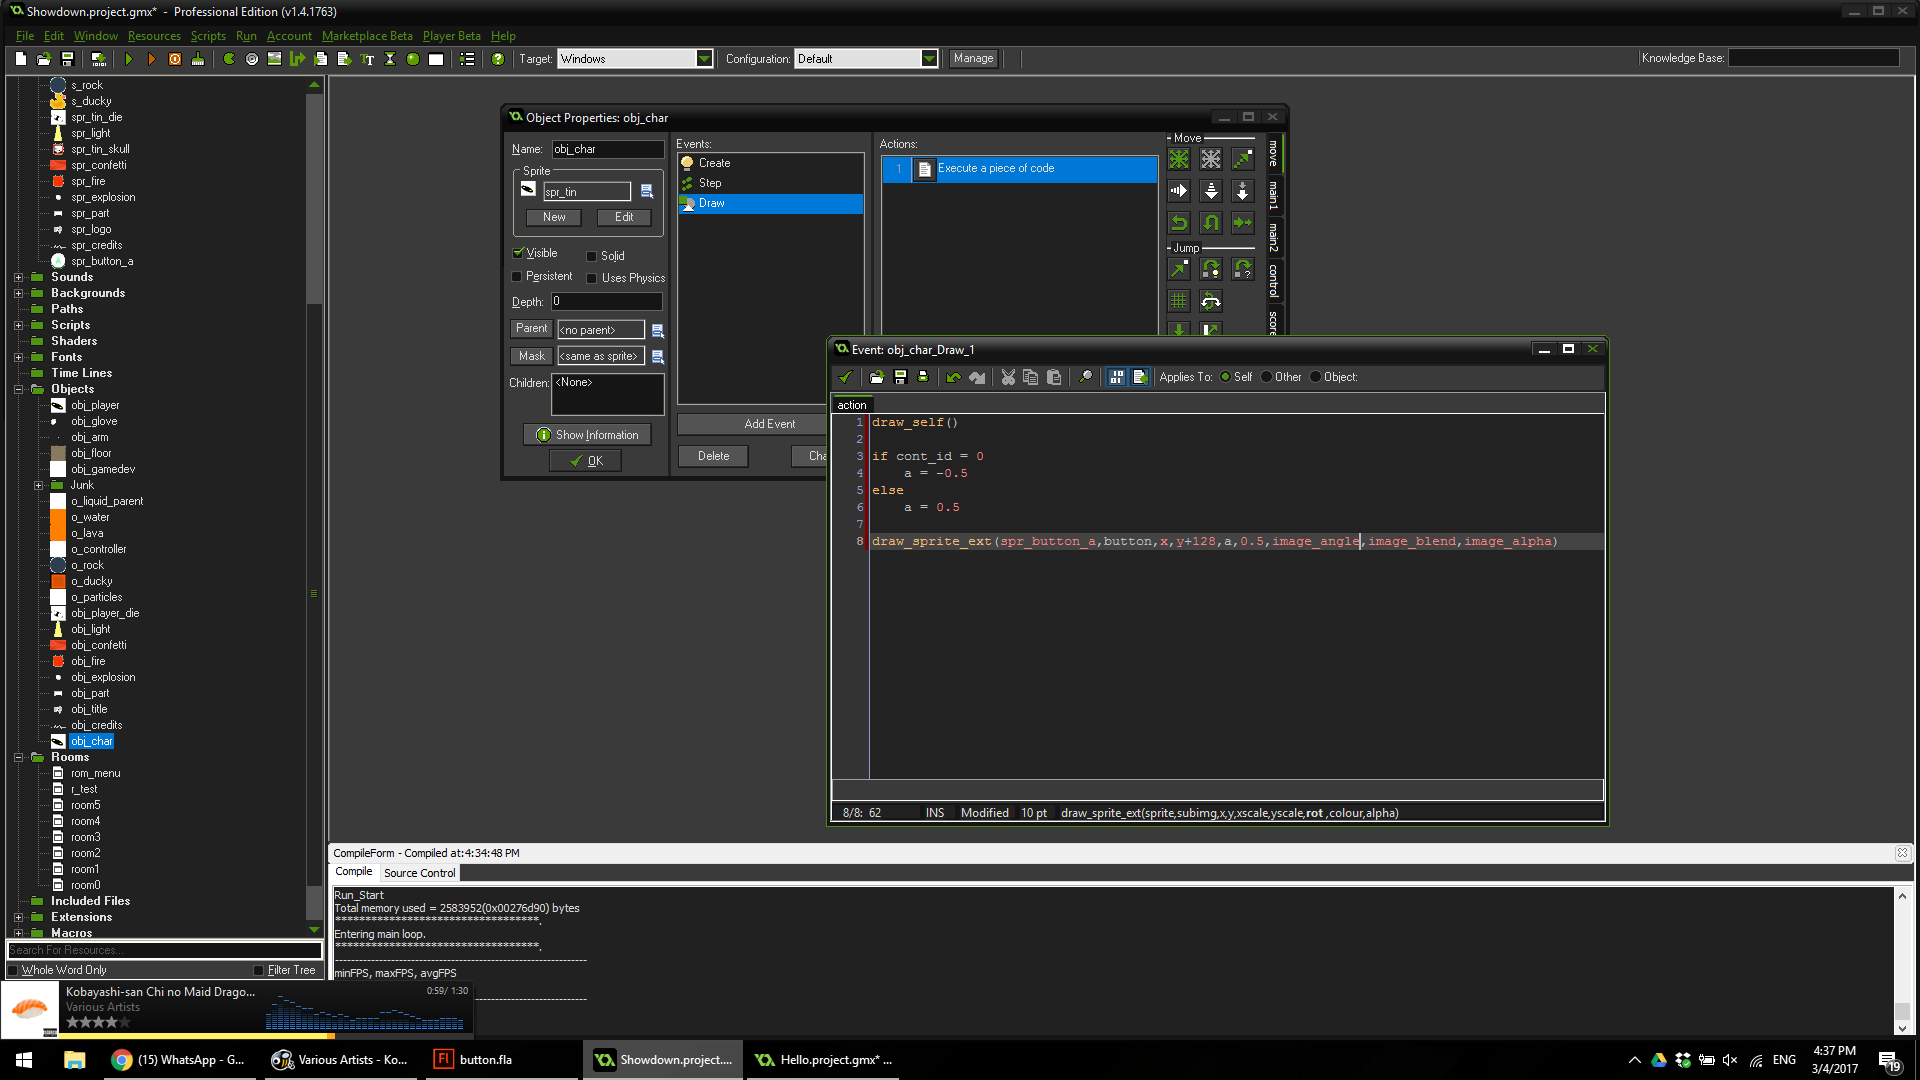 Showdown.project.gmx* - Professional Edition (v1.4.1763)
File Edit Window Resources Scripts Run Account Marketplace Beta Player Beta Help
Target: Windows Configuration: Default Manage Knowledge Base:
s_rock
s_ducky
spr_tin_die
spr_light
spr_tin_skull
spr_confetti
spr_fire
spr_explosion
spr_part
spr_logo
spr_credits
spr_button_a
Sounds
Backgrounds
Paths
Scripts
Shaders
Fonts
Time Lines
Objects
obj_player
obj_glove
obj_arm
obj_floor
obj_gamedev
Junk
o_liquid_parent
o_water
o_lava
o_controller
o_rock
o_ducky
o_particles
obj_player_die
obj_light
obj_confetti
obj_fire
obj_explosion
obj_part
obj_title
obj_credits
obj_char
Rooms
rom_menu
r_test
room5
room4
room3
room2
room1
room0
Included Files
Extensions
Macros
Search For Resources...
Whole Word Only Filter Tree
Object Properties: obj_char
Name: obj_char
Sprite
spr_tin
New Edit
Visible Solid
Persistent Uses Physics
Depth: 0
Parent <no parent>
Mask <same as sprite>
Children: <None>
Show Information
OK
Events:
Create
Step
Draw
Add Event
Delete Cha
Actions:
1 Execute a piece of code
Move
Jump
move
main1
main2
control
score
Event: obj_char_Draw_1
Applies To: Self Other Object:
action
1 draw_self()
2
3 if cont_id = 0
4 a = -0.5
5 else
6 a = 0.5
7
8 draw_sprite_ext(spr_button_a,button,x,y+128,a,0.5,image_angle,image_blend,image_alpha)
8/8: 62 INS Modified 10 pt draw_sprite_ext(sprite,subimg,x,y,xscale,yscale,rot ,colour,alpha)
CompileForm - Compiled at:4:34:48 PM
Compile Source Control
Run_Start
Total memory used = 2583952(0x00276d90) bytes
***********************************.
Entering main loop.
***********************************.
minFPS, maxFPS, avgFPS
Kobayashi-san Chi no Maid Drago... 0:59/ 1:30
Various Artists
(15) WhatsApp - G... Various Artists - Ko... Fl button.fla Showdown.project.... Hello.project.gmx* ... ENG 4:37 PM
3/4/2017 19